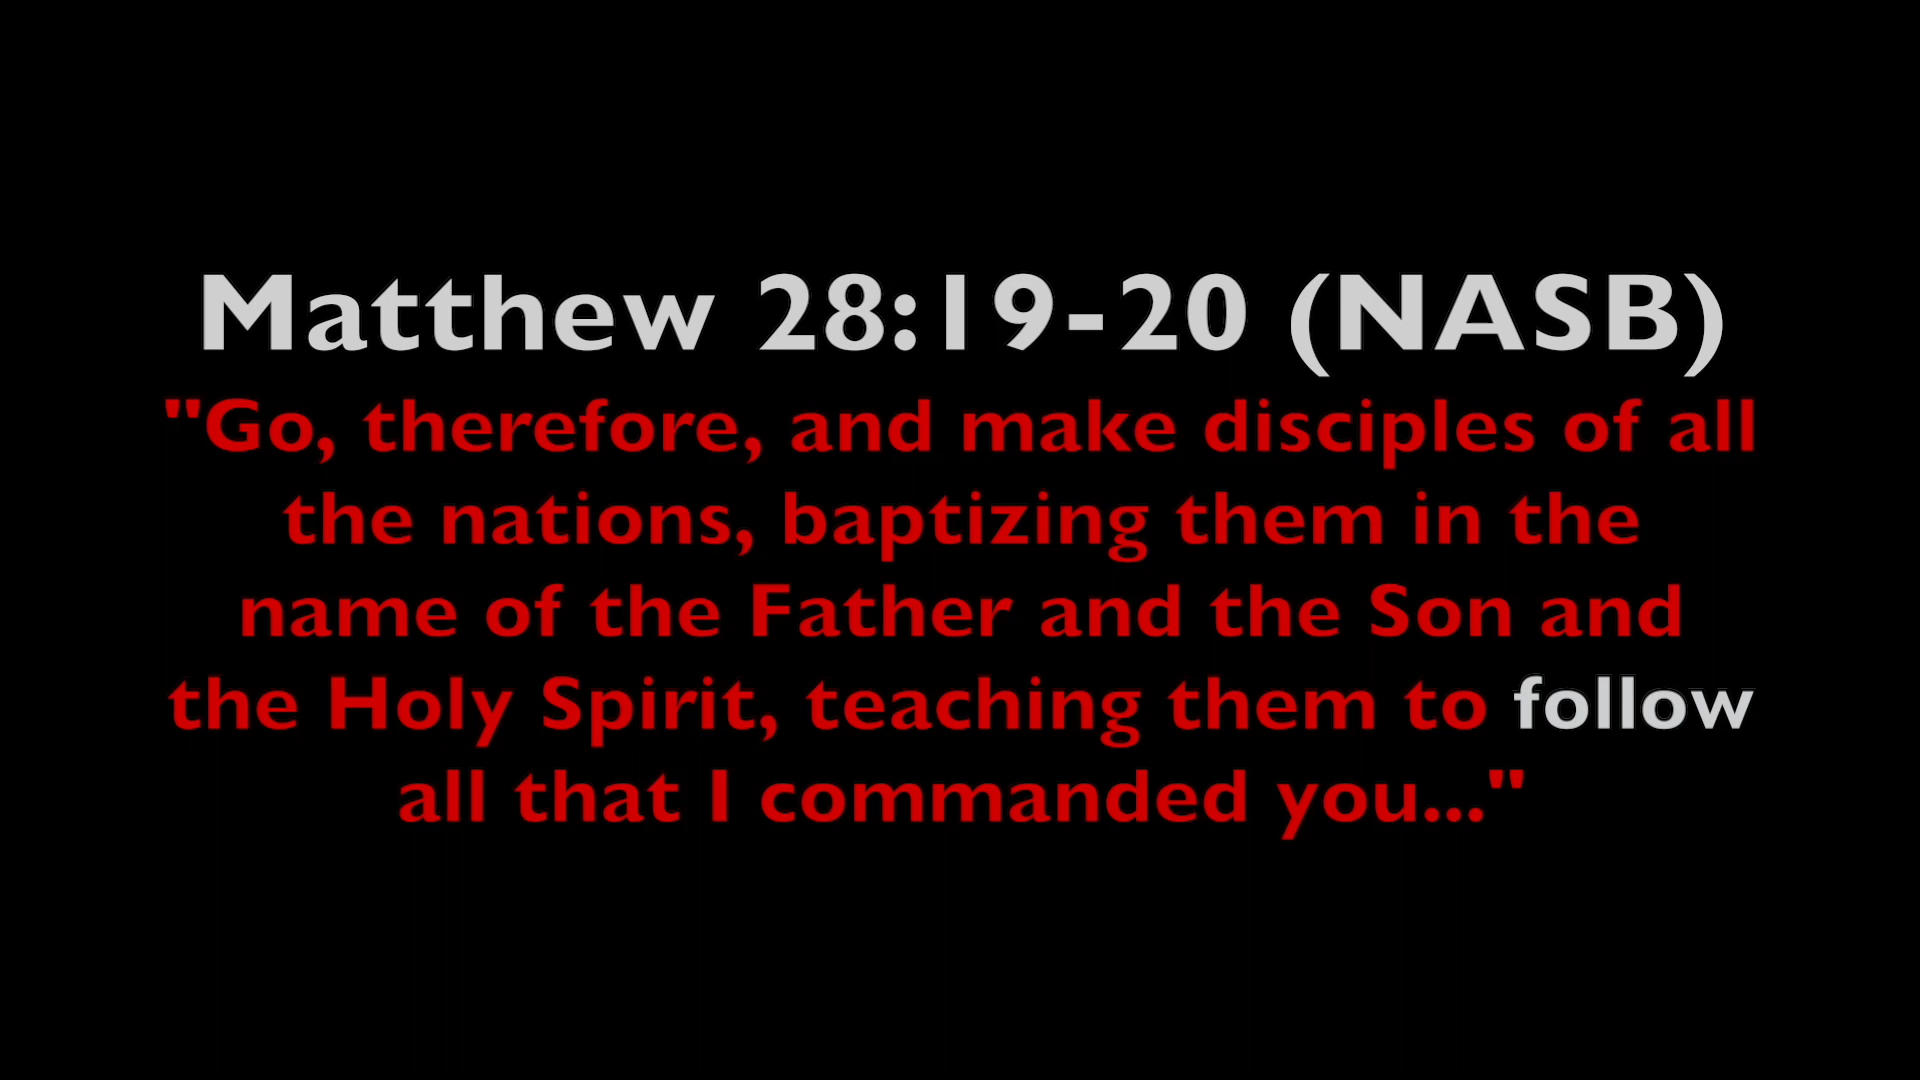 Matthew 28:19-20 (NASB)
"Go, therefore, and make disciples of all
the nations, baptizing them in the
name of the Father and the Son and
the Holy Spirit, teaching them to follow
all that I commanded you..."